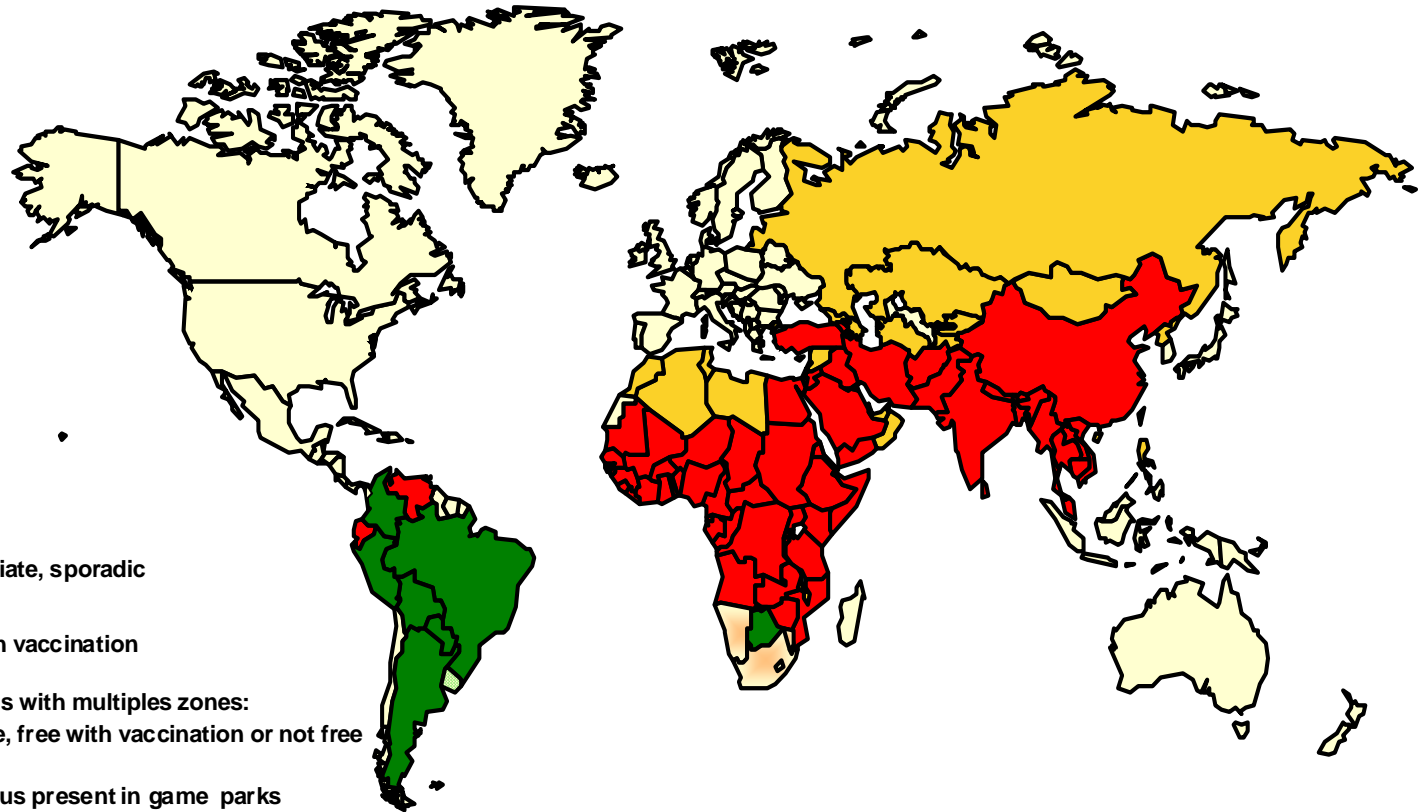 iate, sporadic
n vaccination
s with multiples zones:
e, free with vaccination or not free
us present in game parks